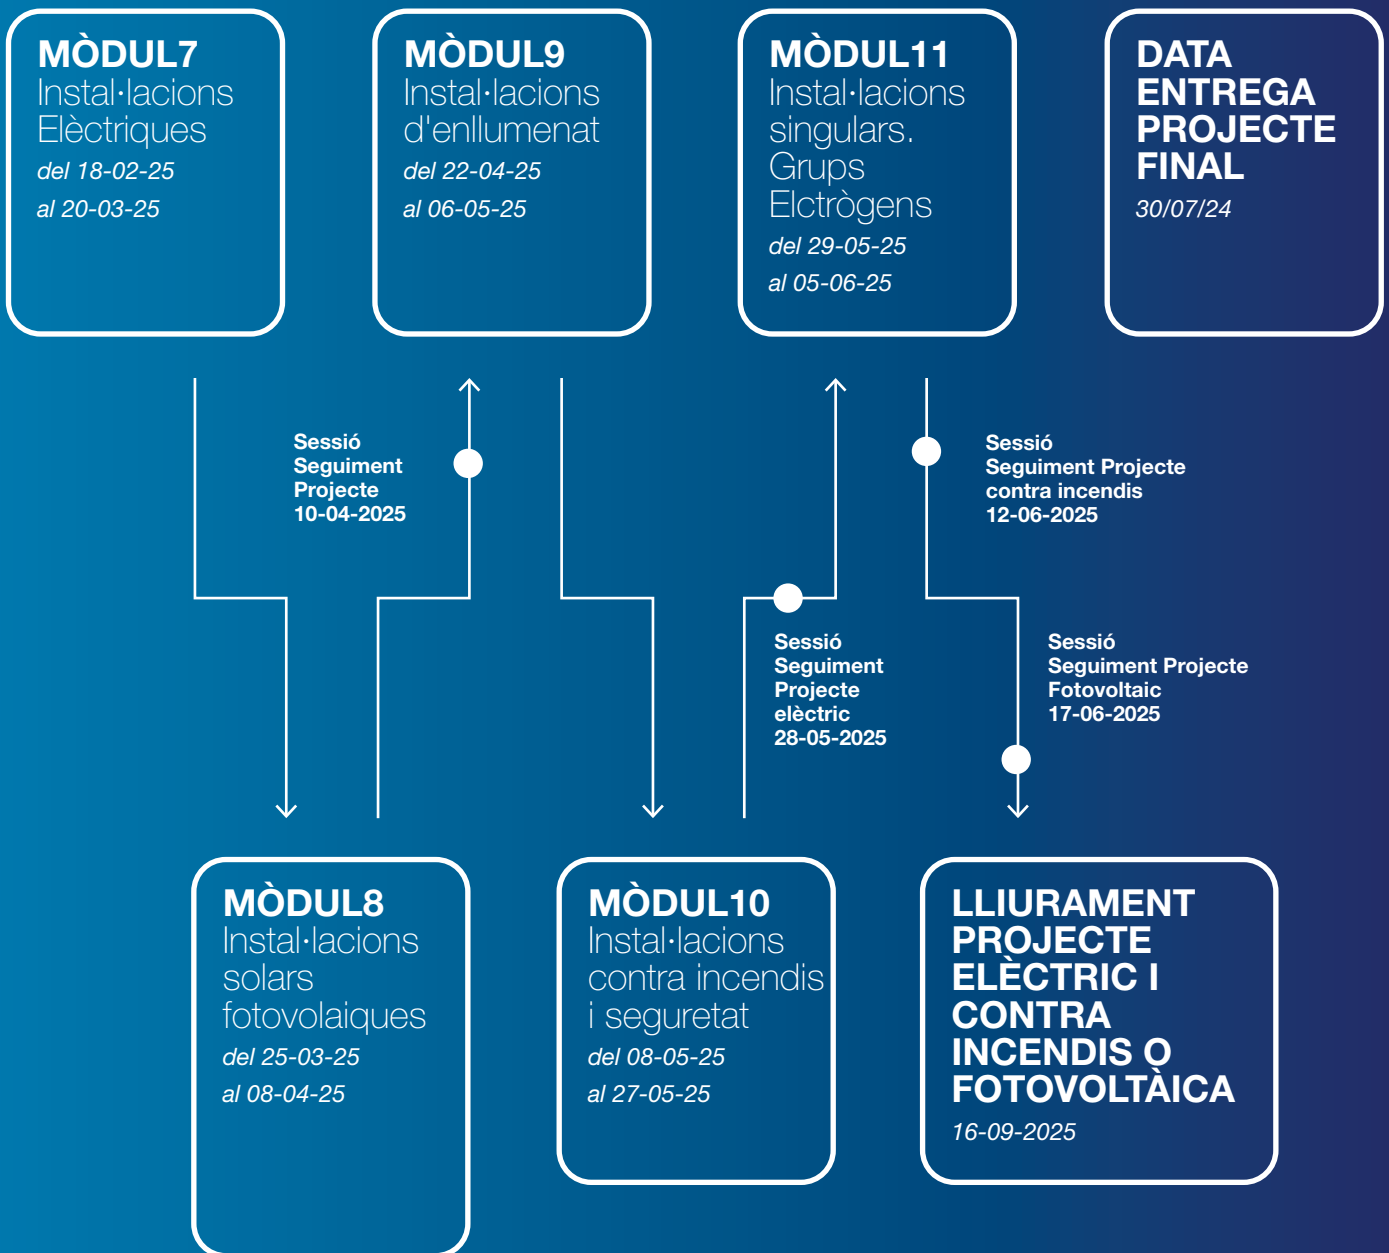 MÒDUL7
Instal·lacions
Elèctriques
del 18-02-25
al 20-03-25
MÒDUL9
Instal·lacions
d'enllumenat
del 22-04-25
al 06-05-25
MÒDUL11
Instal·lacions
singulars.
Grups
Elctrògens
del 29-05-25
al 05-06-25
DATA
ENTREGA
PROJECTE
FINAL
30/07/24
Sessió
Seguiment
Projecte
10-04-2025
Sessió
Seguiment Projecte
contra incendis
12-06-2025
Sessió
Seguiment
Projecte
elèctric
28-05-2025
Sessió
Seguiment Projecte
Fotovoltaic
17-06-2025
MÒDUL8
Instal·lacions
solars
fotovolaiques
del 25-03-25
al 08-04-25
MÒDUL10
Instal·lacions
contra incendis
i seguretat
del 08-05-25
al 27-05-25
LLIURAMENT
PROJECTE
ELÈCTRIC I
CONTRA
INCENDIS O
FOTOVOLTÀICA
16-09-2025